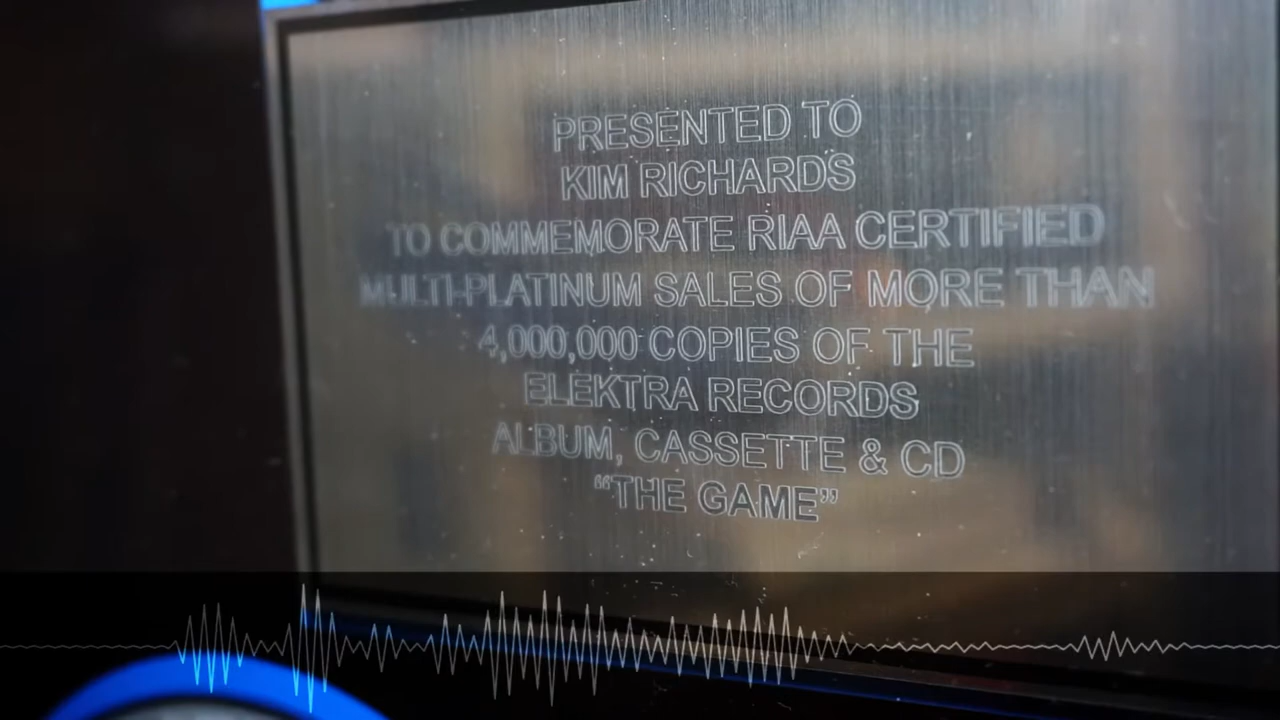 PRESENTED TO
KIM RICHARDS
TO COMMEMORATE RIAA CERTIFIED
MULTI-PLATINUM SALES OF MORE THAN
4,000,000 COPIES OF THE
ELEKTRA RECORDS
ALBUM, CASSETTE & CD
“THE GAME”